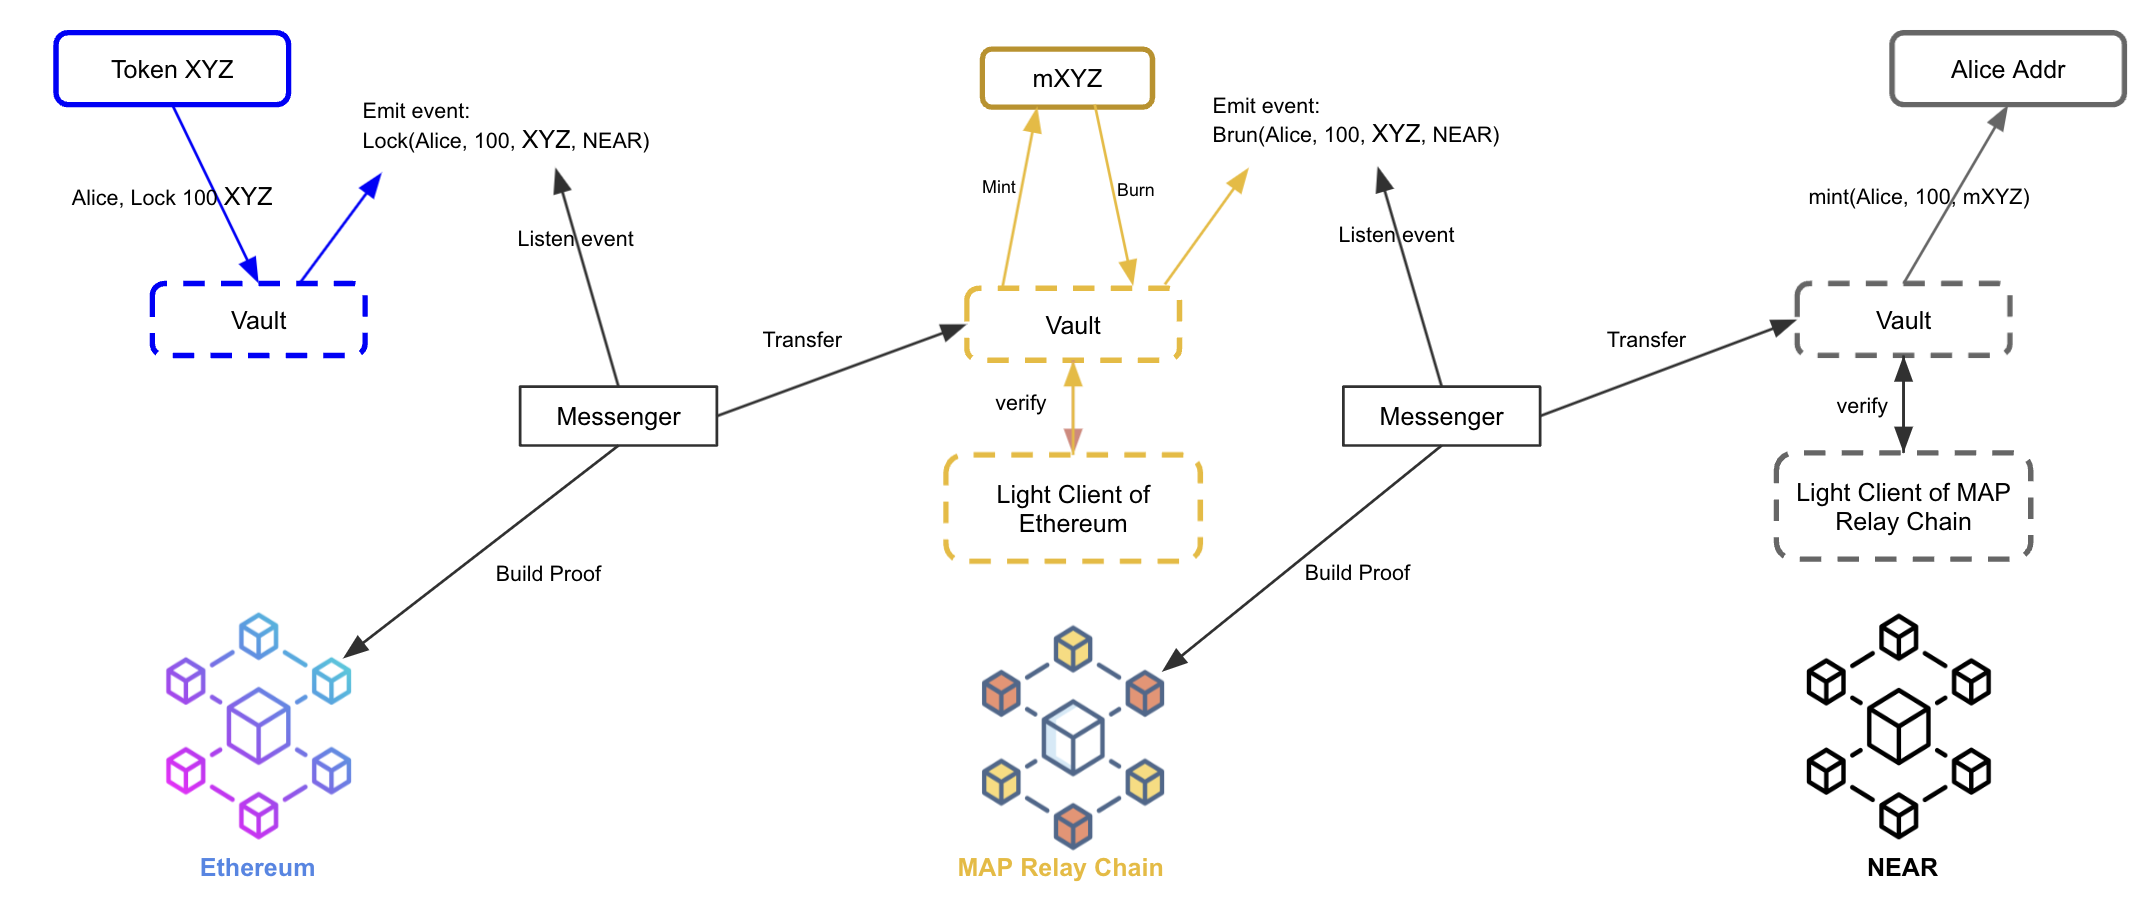 Token XYZ
Emit event:
Lock(Alice, 100, XYZ, NEAR)
Alice, Lock 100 XYZ
Listen event
Vault
Messenger
Transfer
Build Proof
Ethereum
mXYZ
Emit event:
Brun(Alice, 100, XYZ, NEAR)
Mint
Burn
Listen event
Vault
verify
Light Client of
Ethereum
Messenger
Transfer
Build Proof
MAP Relay Chain
Alice Addr
mint(Alice, 100, mXYZ)
Vault
verify
Light Client of MAP
Relay Chain
NEAR